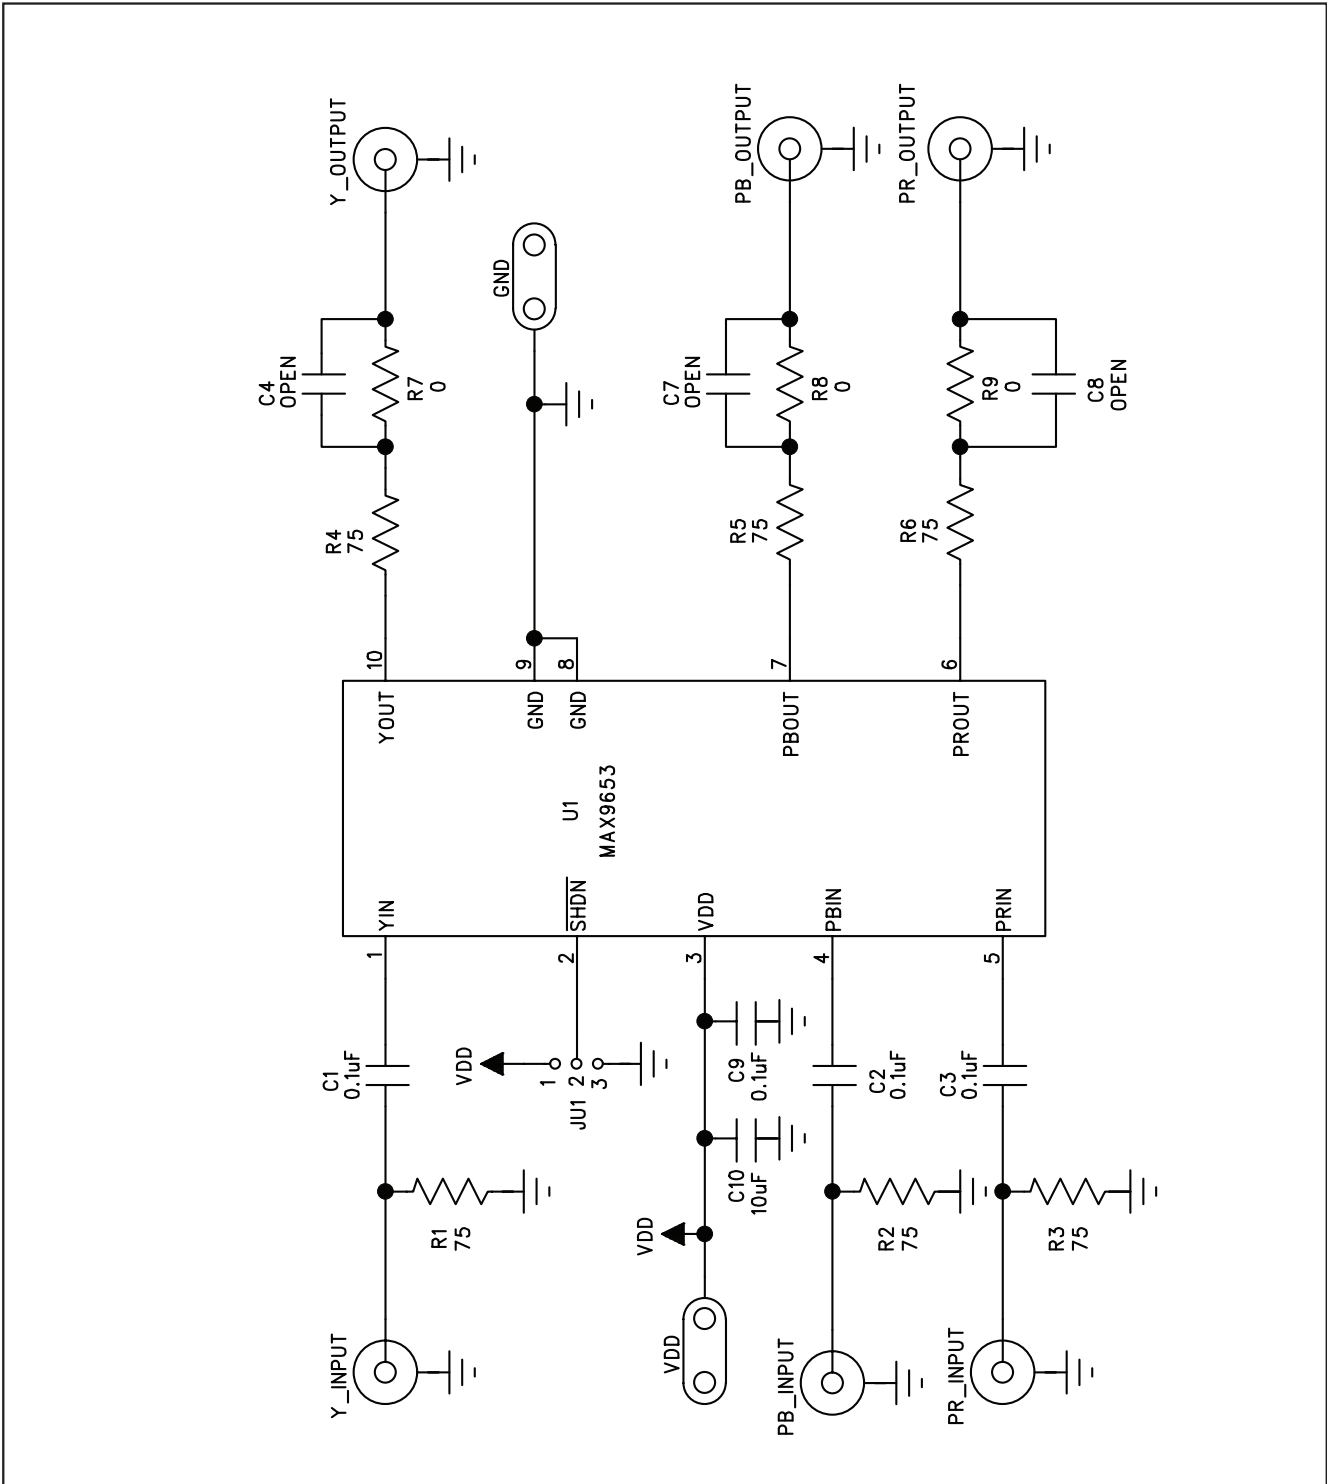 Y_INPUT
R1
75
C1
0.1uF
1
YIN
YOUT
10
R4
75
C4
OPEN
R7
0
Y_OUTPUT
VDD
1
2
3
JU1
2
SHDN
U1
MAX9653
GND
9
GND
8
GND
VDD
VDD
C10
10uF
C9
0.1uF
3
VDD
PB_INPUT
R2
75
C2
0.1uF
4
PBIN
PBOUT
7
R5
75
C7
OPEN
R8
0
PB_OUTPUT
PR_INPUT
R3
75
C3
0.1uF
5
PRIN
PROUT
6
R6
75
R9
0
C8
OPEN
PR_OUTPUT